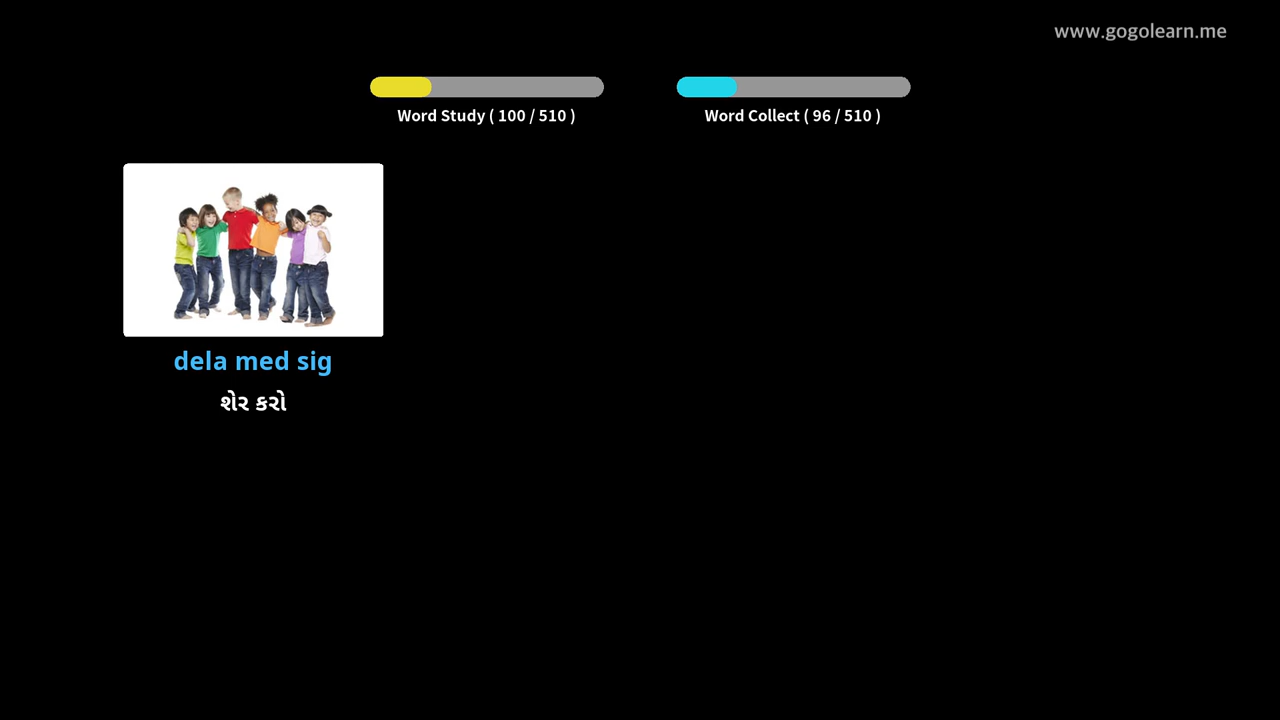 www.gogolearn.me
Word Study ( 100 / 510 )
Word Collect ( 96 / 510 )
dela med sig
શેર કરો